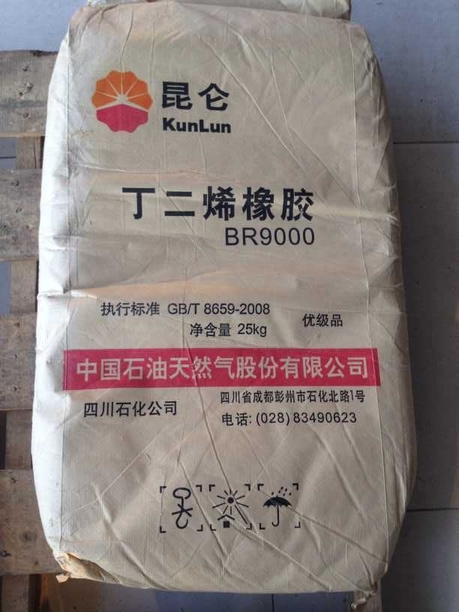 昆仑
KunLun
丁二烯橡胶
BR9000
执行标准 GB/T 8659-2008
净含量 25kg 优级品
中国石油天然气股份有限公司
四川石化公司
四川省成都彭州市石化北路1号
电话: (028) 83490623